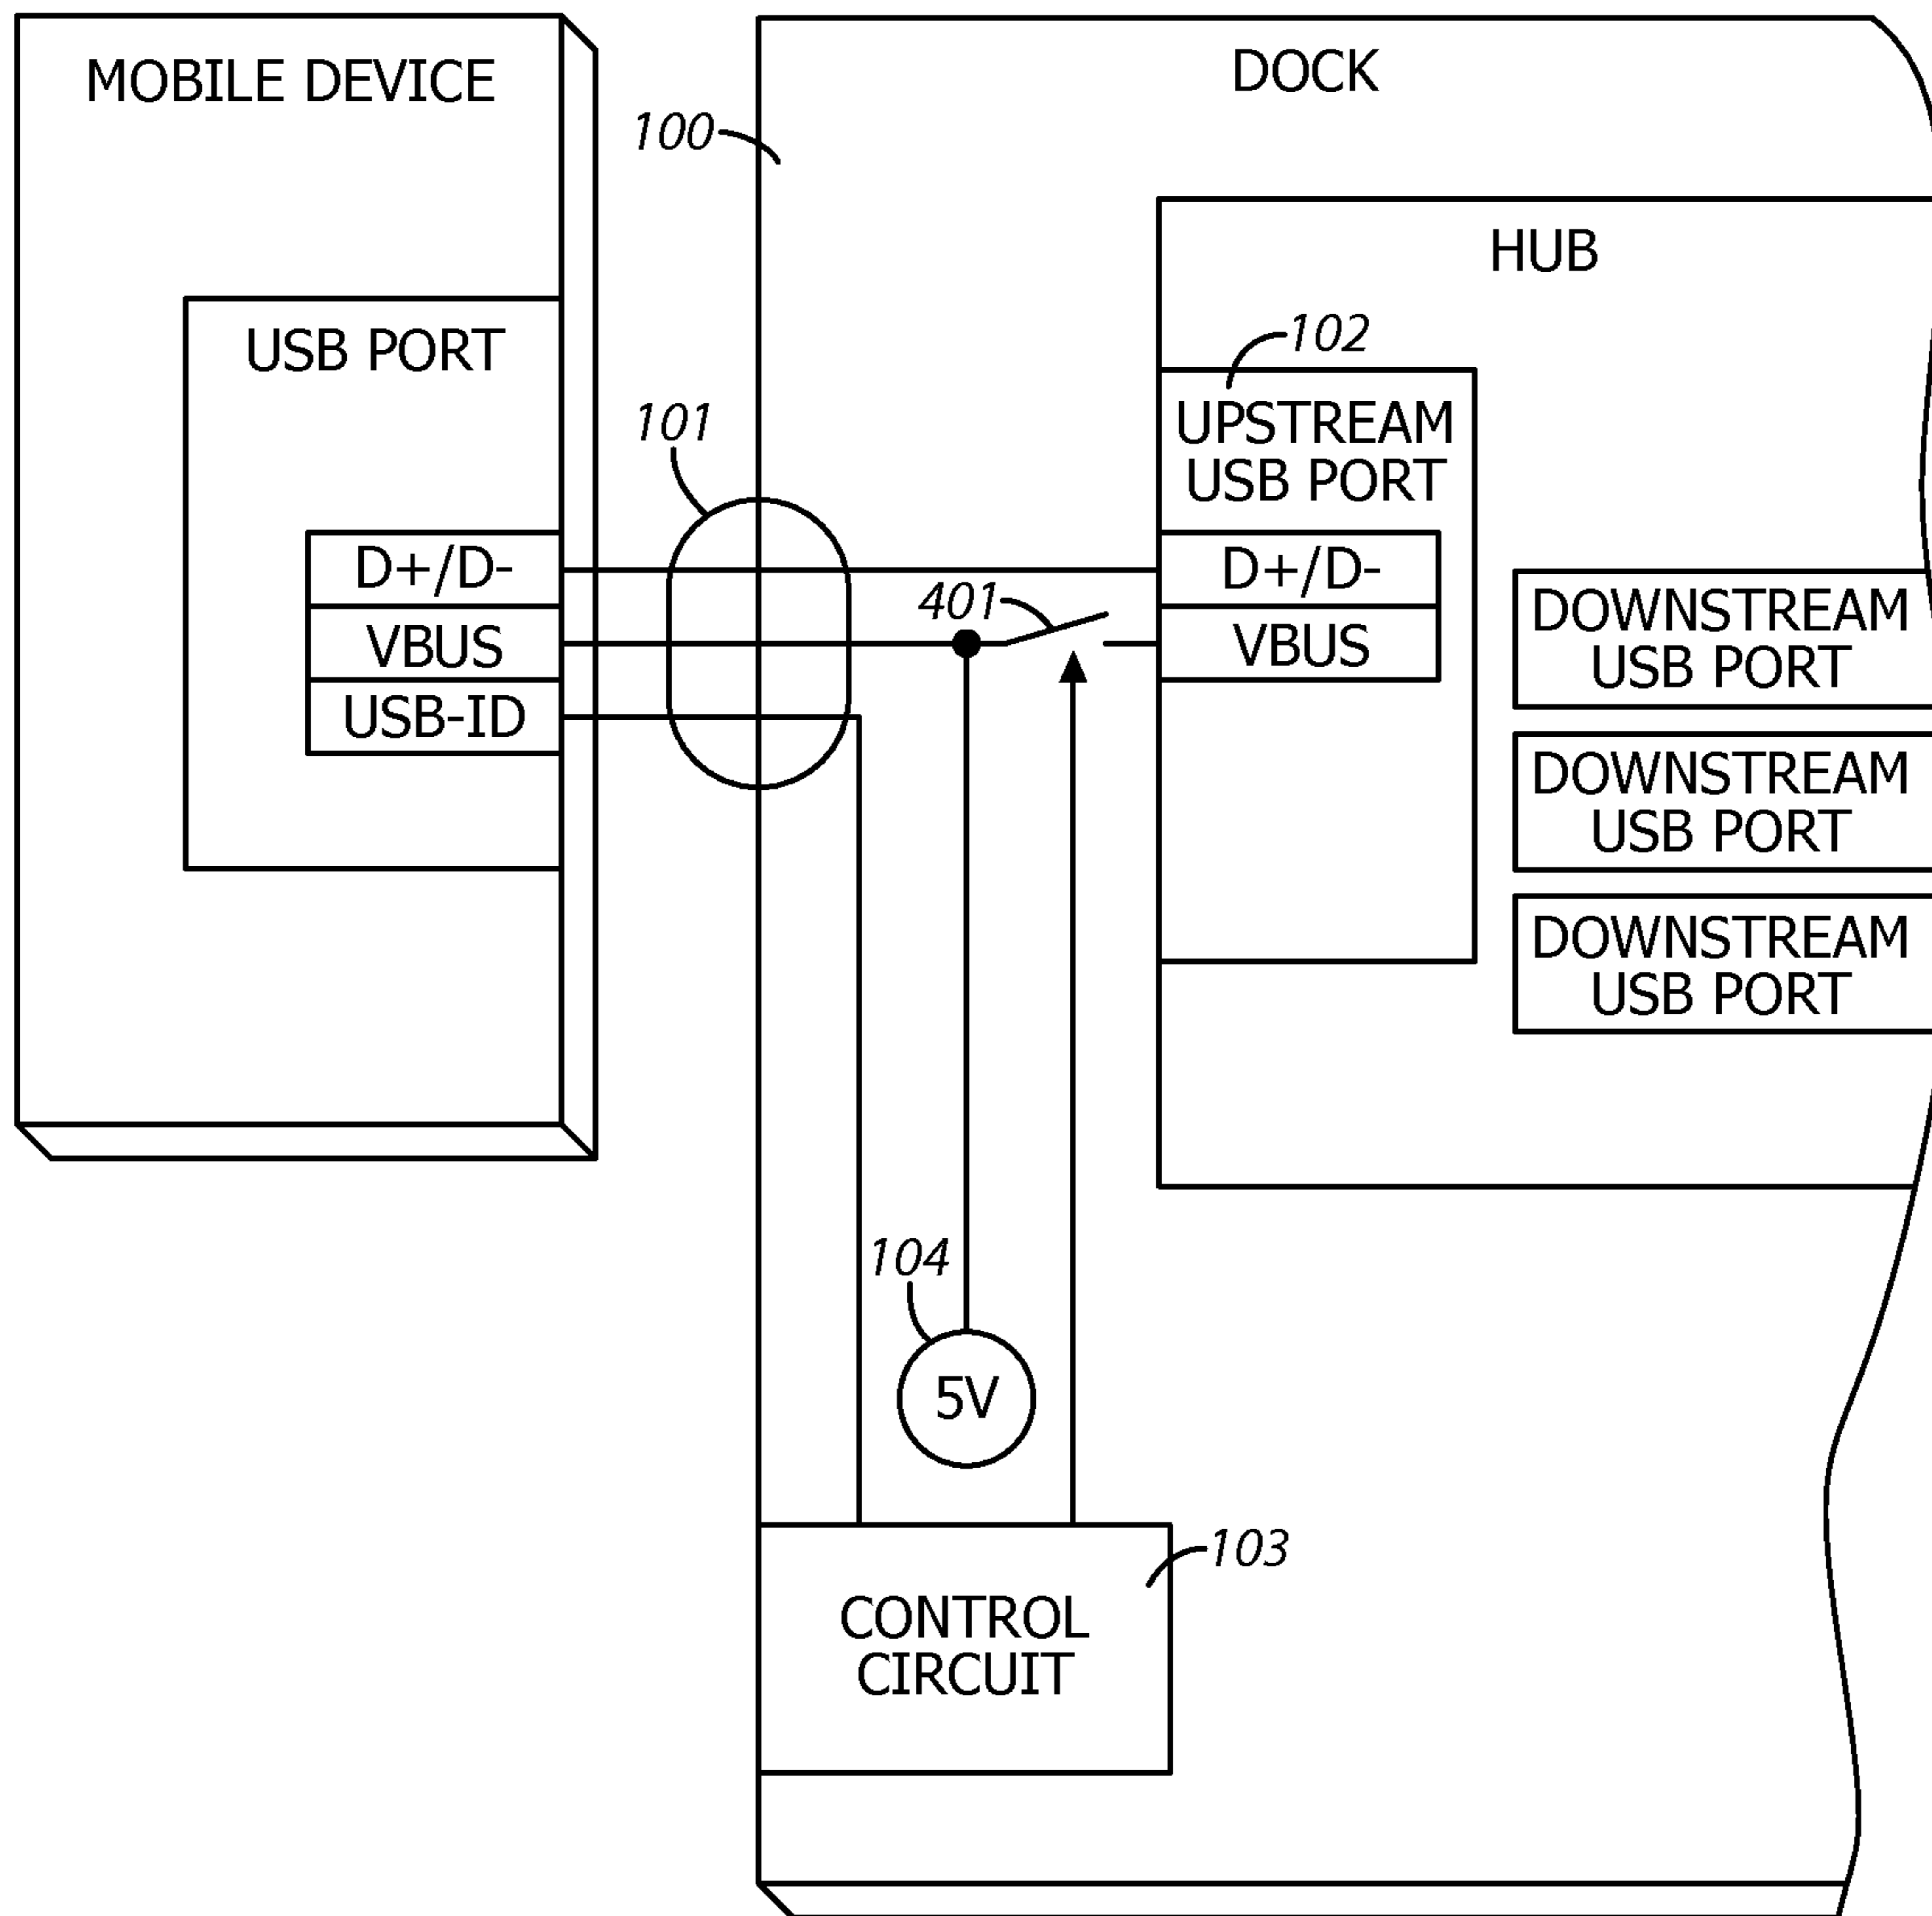 MOBILE DEVICE
USB PORT
D+/D-
VBUS
USB-ID
100
101
DOCK
HUB
102
UPSTREAM
USB PORT
D+/D-
VBUS
401
DOWNSTREAM
USB PORT
DOWNSTREAM
USB PORT
DOWNSTREAM
USB PORT
104
5V
103
CONTROL
CIRCUIT